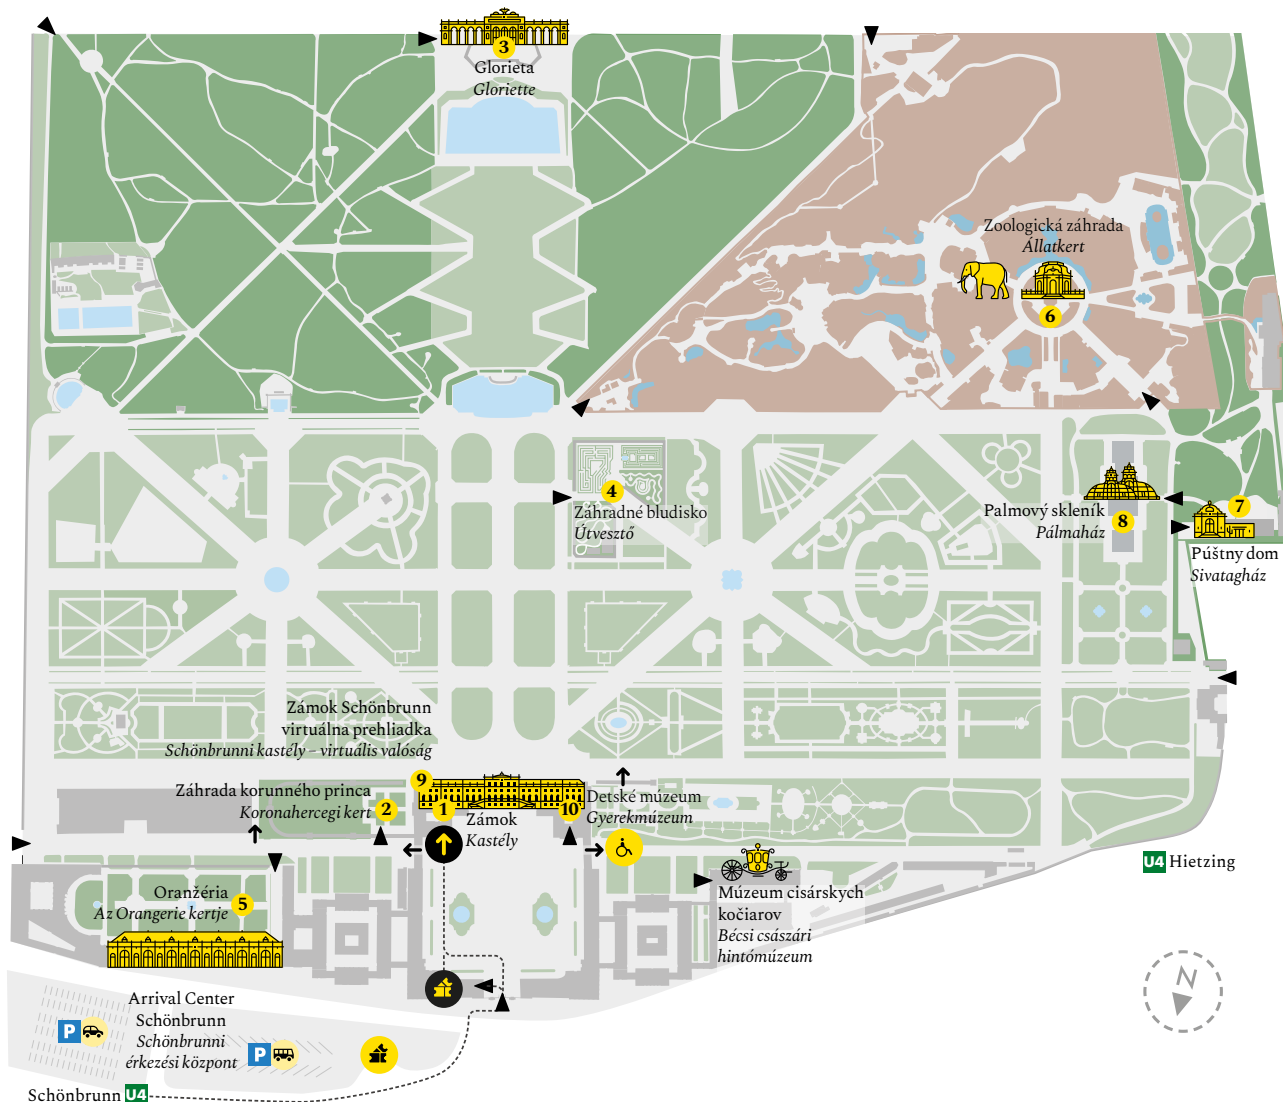 3
Glorieta
Gloriette
Zoologická záhrada
Állatkert
6
4
Záhradné bludisko
Útvesztő
Palmový skleník
Pálmaház
8
7
Púštny dom
Sivatagház
Zámok Schönbrunn
virtuálna prehliadka
Schönbrunni kastély – virtuális valóság
9
1
10
Záhrada korunného princa
Koronahercegi kert
2
Zámok
Kastély
Detské múzeum
Gyerekmúzeum
U4 Hietzing
Oranžéria
Az Orangerie kertje
5
Múzeum cisárskych
kočiarov
Bécsi császári
hintómúzeum
N
Arrival Center
Schönbrunn
Schönbrunni
érkezési központ
P
P
Schönbrunn U4